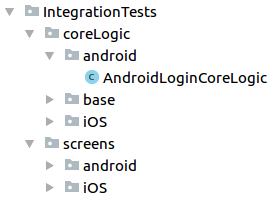 IntegrationTests
coreLogic
android
C AndroidLoginCoreLogic
base
iOS
screens
android
iOS